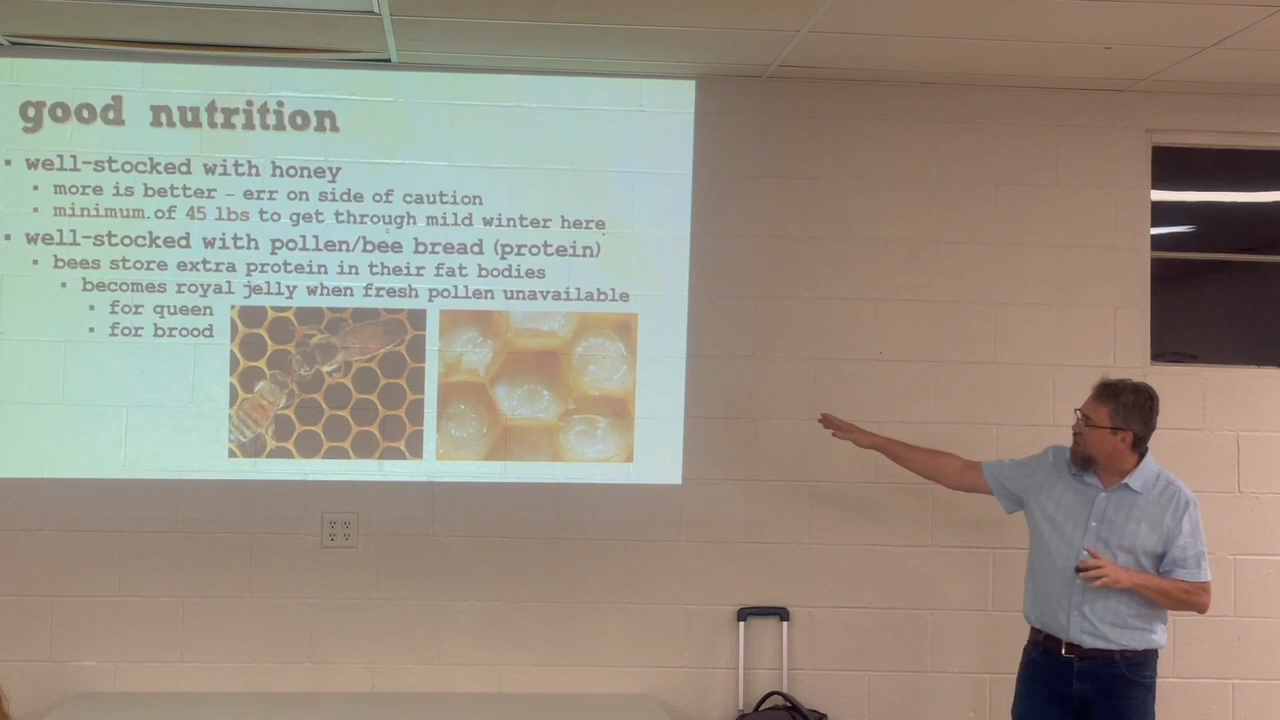 good nutrition
▪ well-stocked with honey
▪ more is better – err on side of caution
▪ minimum of 45 lbs to get through mild winter here
▪ well-stocked with pollen/bee bread (protein)
▪ bees store extra protein in their fat bodies
▪ becomes royal jelly when fresh pollen unavailable
▪ for queen
▪ for brood